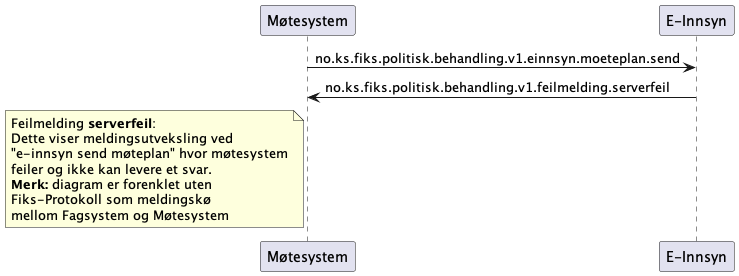 Møtesystem
E-Innsyn
no.ks.fiks.politisk.behandling.v1.einnsyn.moeteplan.send
no.ks.fiks.politisk.behandling.v1.feilmelding.serverfeil
Feilmelding serverfeil:
Dette viser meldingsutveksling ved
"e-innsyn send møteplan" hvor møtesystem
feiler og ikke kan levere et svar.
Merk: diagram er forenklet uten
Fiks-Protokoll som meldingskø
mellom Fagsystem og Møtesystem
Møtesystem
E-Innsyn